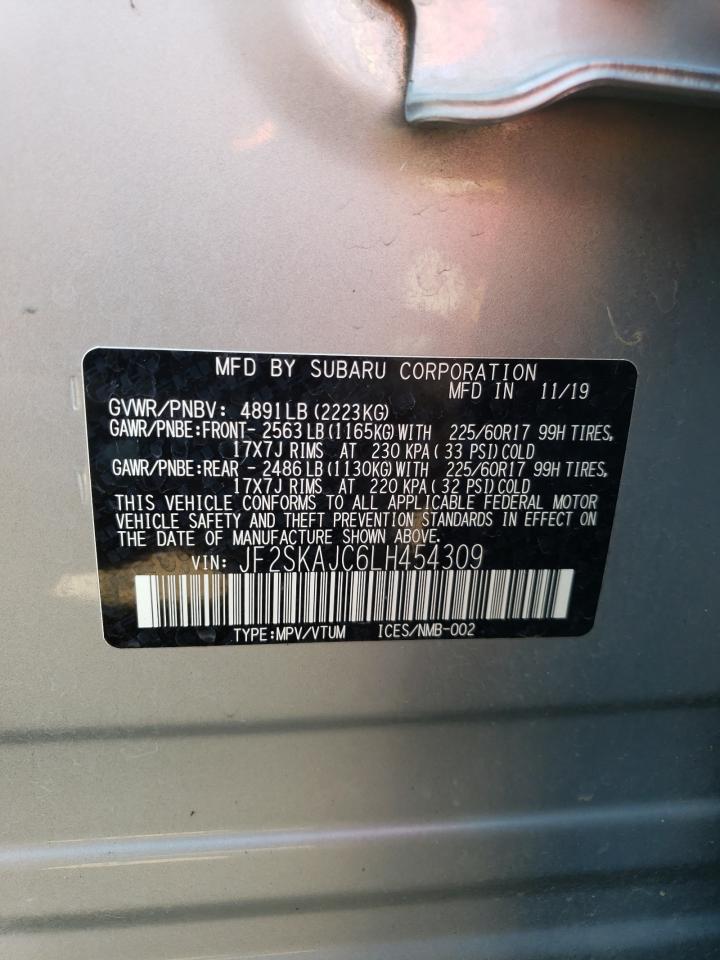 MFD BY SUBARU CORPORATION
MFD IN 11/19
GVWR/PNBV: 4891LB(2223KG)
GAWR/PNBE:FRONT- 2563LB(1165KG)WITH 225/60R17 99H TIRES,
17X7J RIMS AT 230 KPA(33 PSI)COLD
GAWR/PNBE:REAR - 2486LB(1130KG)WITH 225/60R17 99H TIRES,
17X7J RIMS AT 220 KPA(32 PSI)COLD
THIS VEHICLE CONFORMS TO ALL APPLICABLE FEDERAL MOTOR
VEHICLE SAFETY AND THEFT PREVENTION STANDARDS IN EFFECT ON
THE DATE OF MANUFACTURE SHOWN ABOVE.
VIN: JF2SKAJC6LH454309
TYPE:MPV/VTUM ICES/NMB-002